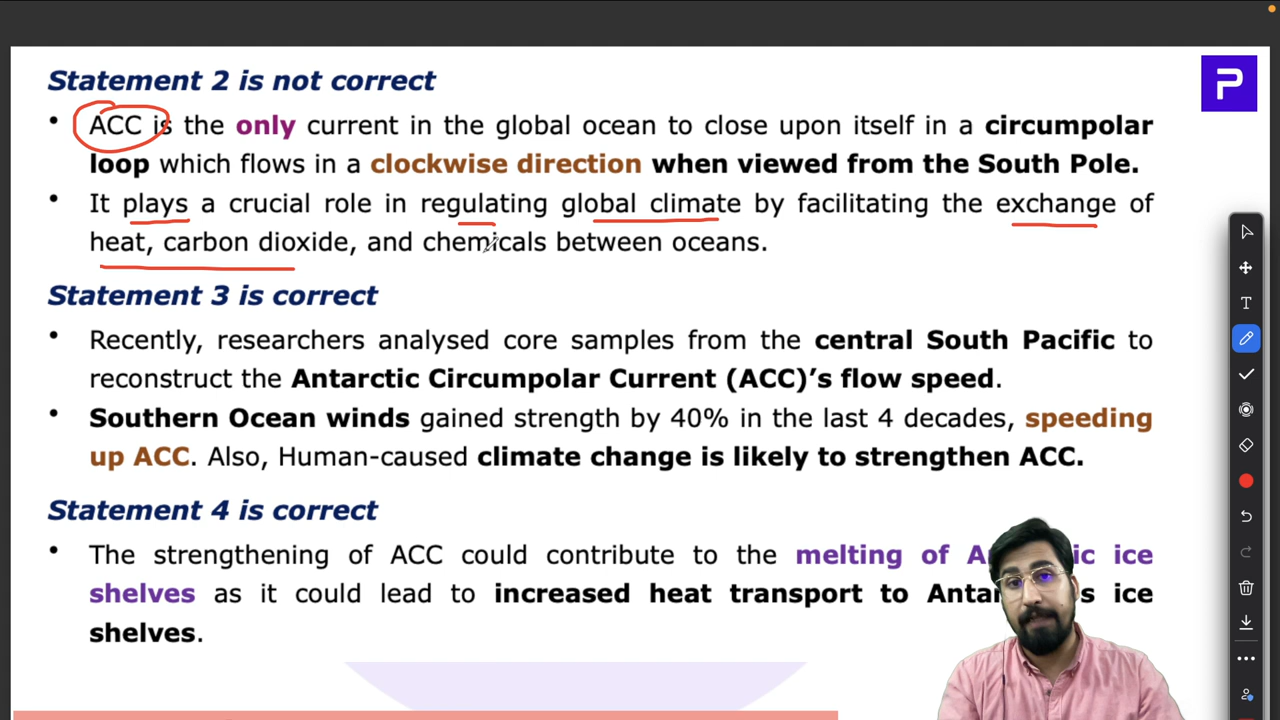 Statement 2 is not correct
P
• ACC is the only current in the global ocean to close upon itself in a circumpolar
loop which flows in a clockwise direction when viewed from the South Pole.
• It plays a crucial role in regulating global climate by facilitating the exchange of
heat, carbon dioxide, and chemicals between oceans.
Statement 3 is correct
• Recently, researchers analysed core samples from the central South Pacific to
reconstruct the Antarctic Circumpolar Current (ACC)'s flow speed.
• Southern Ocean winds gained strength by 40% in the last 4 decades, speeding
up ACC. Also, Human-caused climate change is likely to strengthen ACC.
Statement 4 is correct
• The strengthening of ACC could contribute to the melting of ice
shelves as it could lead to increased heat transport to ice
shelves.
T